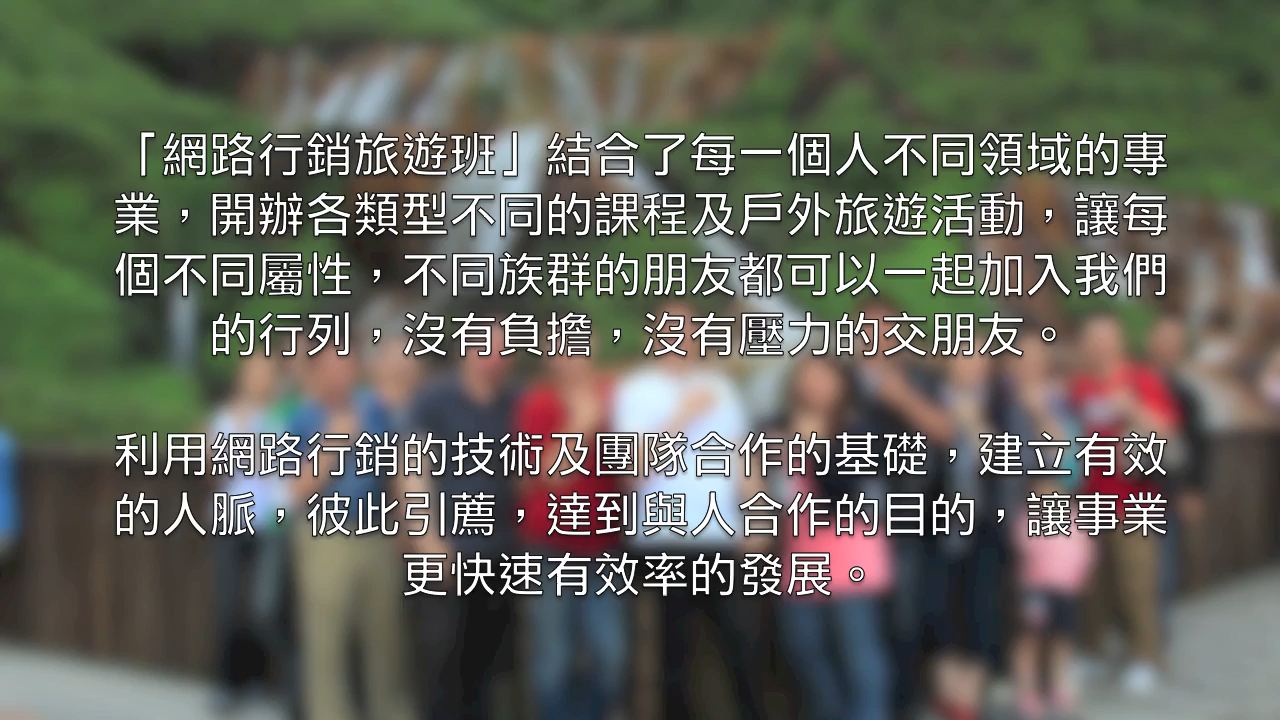 「網路行銷旅遊班」結合了每一個人不同領域的專
業，開辦各類型不同的課程及戶外旅遊活動，讓每
個不同屬性，不同族群的朋友都可以一起加入我們
的行列，沒有負擔，沒有壓力的交朋友。
利用網路行銷的技術及團隊合作的基礎，建立有效
的人脈，彼此引薦，達到與人合作的目的，讓事業
更快速有效率的發展。